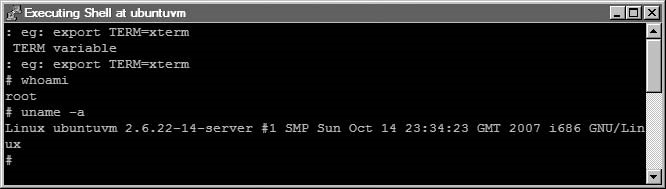 Executing Shell at ubuntuvm
: eg: export TERM=xterm
TERM variable
: eg: export TERM=xterm
# whoami
root
# uname -a
Linux ubuntuvm 2.6.22-14-server #1 SMP Sun Oct 14 23:34:23 GMT 2007 i686 GNU/Lin
ux
#